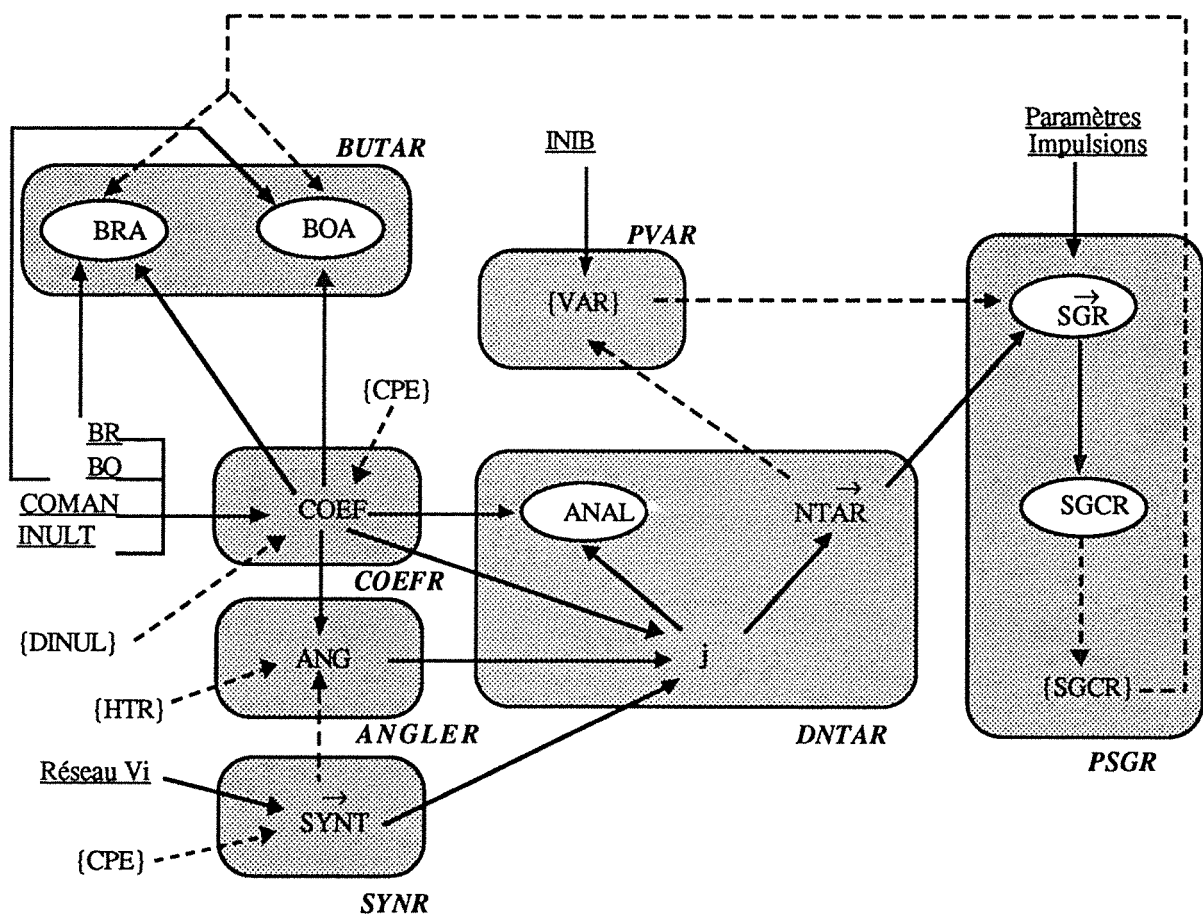 BUTAR
BRA
BOA
INIB
Paramètres
Impulsions
PVAR
{VAR}
→
SGR
{CPE}
BR
BO
COMAN
INULT
COEF
COEFR
ANAL
→
NTAR
SGCR
{DINUL}
ANG
j
{SGCR}
{HTR}
ANGLER
DNTAR
PSGR
Réseau Vi
→
SYNT
{CPE}
SYNR